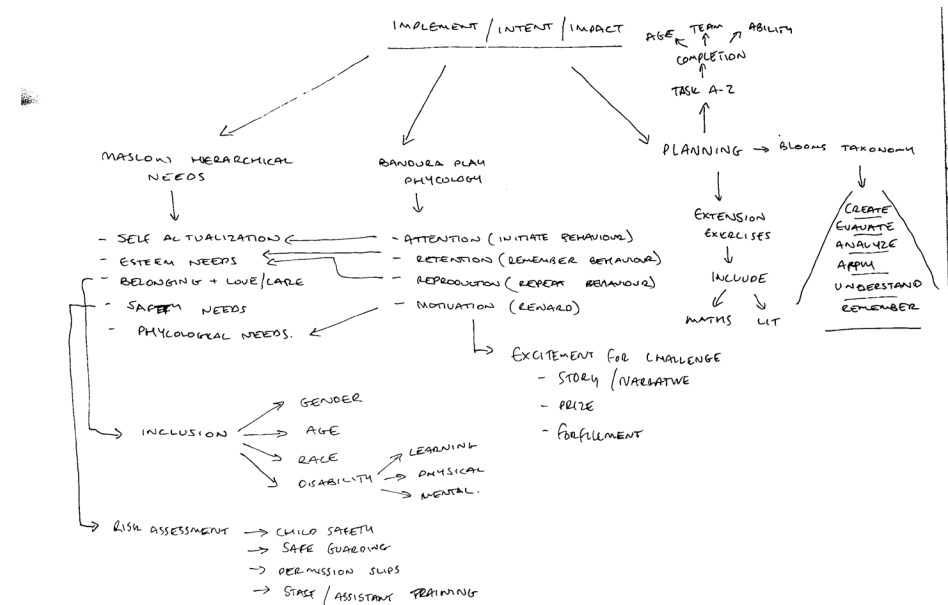 IMPLEMENT / INTENT / IMPACT
AGE TEAM ABILITY
COMPLETION
TASK A-Z
MASLOW HIERARCHICAL
NEEDS
BANDURA PLAY
PHYCOLOGY
PLANNING → BLOOMS TAXONOMY
- SELF ACTUALIZATION
- ESTEEM NEEDS
- BELONGING + LOVE/CARE
- SAFETY NEEDS
- PHYCOLOGICAL NEEDS.
- ATTENTION (INITIATE BEHAVIOUR)
- RETENTION (REMEMBER BEHAVIOUR)
- REPRODUCTION (REPEAT BEHAVIOUR)
- MOTIVATION (REWARD)
EXTENSION
EXERCISES
INCLUDE
MATHS LIT
CREATE
EVALUATE
ANALYZE
APPLY
UNDERSTAND
REMEMBER
EXCITEMENT FOR CHALLENGE
- STORY / NARRATIVE
- PRIZE
- FORFILEMENT
INCLUSION
GENDER
AGE
RACE
DISABILITY
LEARNING
PHYSICAL
MENTAL.
RISK ASSESSMENT → CHILD SAFETY
→ SAFE GUARDING
→ PERMISSION SLIPS
→ STAFF / ASSISTANT TRAINING